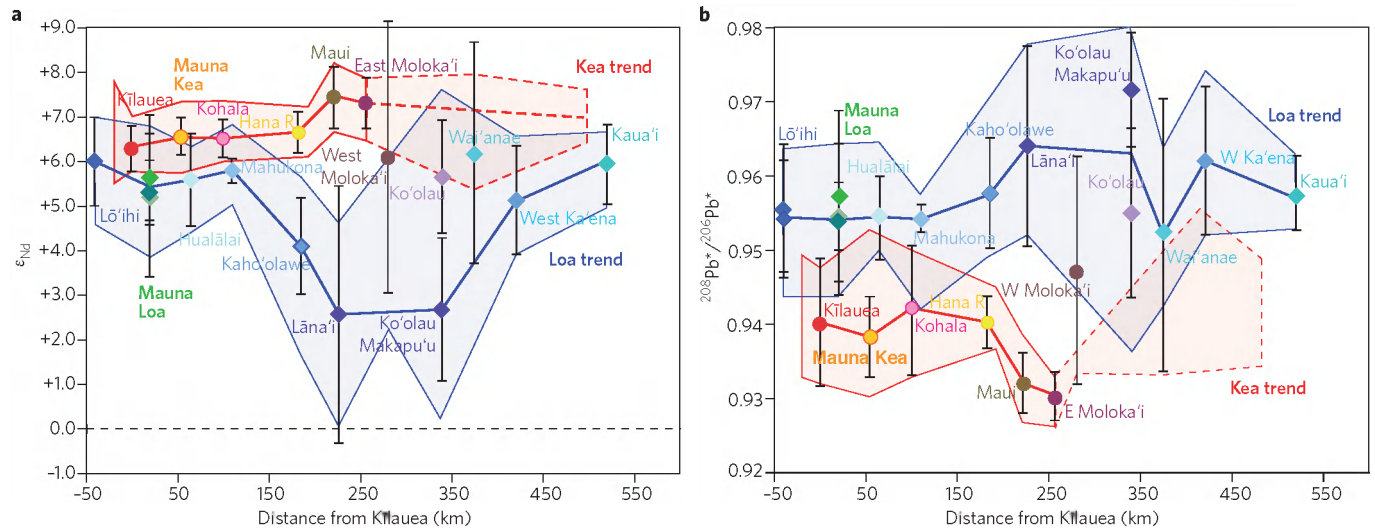 a
+9.0
+8.0
+7.0
+6.0
+5.0
+4.0
+3.0
+2.0
+1.0
0.0
-1.0
εNd
-50
50
150
250
350
450
550
Distance from Kīlauea (km)
Kīlauea
Mauna
Kea
Kohala
Hana R
Maui
East Moloka‘i
Kea trend
Lō‘ihi
Mauna
Loa
Hualālai
Mahukona
Kaho‘olawe
Lāna‘i
West
Moloka‘i
Ko‘olau
Ko‘olau
Makapu‘u
Wai‘anae
West Ka‘ena
Kaua‘i
Loa trend
b
0.98
0.97
0.96
0.95
0.94
0.93
0.92
208Pb*/206Pb*
-50
50
150
250
350
450
550
Distance from Kīlauea (km)
Lō‘ihi
Mauna
Loa
Hualālai
Mahukona
Kaho‘olawe
Lāna‘i
Ko‘olau
Makapu‘u
Ko‘olau
Wai‘anae
W Ka‘ena
Kaua‘i
Loa trend
Kīlauea
Mauna Kea
Kohala
Hana R
W Moloka‘i
Maui
E Moloka‘i
Kea trend